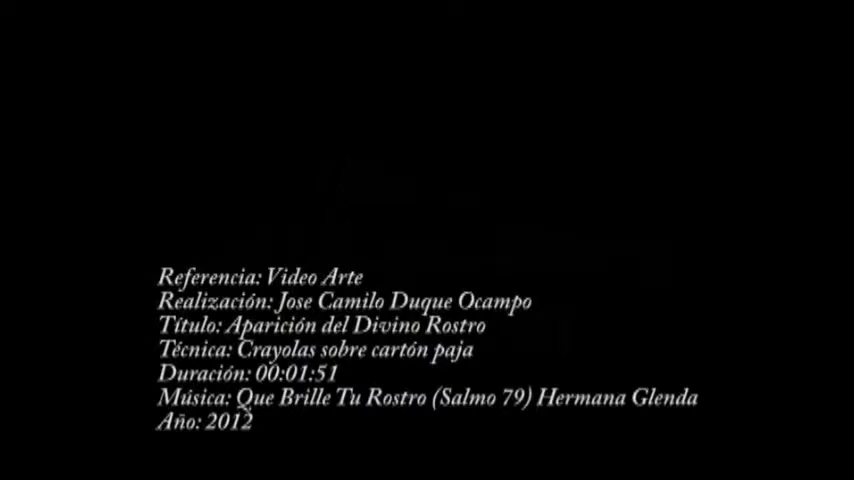 Referencia: Video Arte
Realización: Jose Camilo Duque Ocampo
Título: Aparición del Divino Rostro
Técnica: Crayolas sobre cartón paja
Duración: 00:01:51
Música: Que Brille Tu Rostro (Salmo 79) Hermana Glenda
Año: 2012